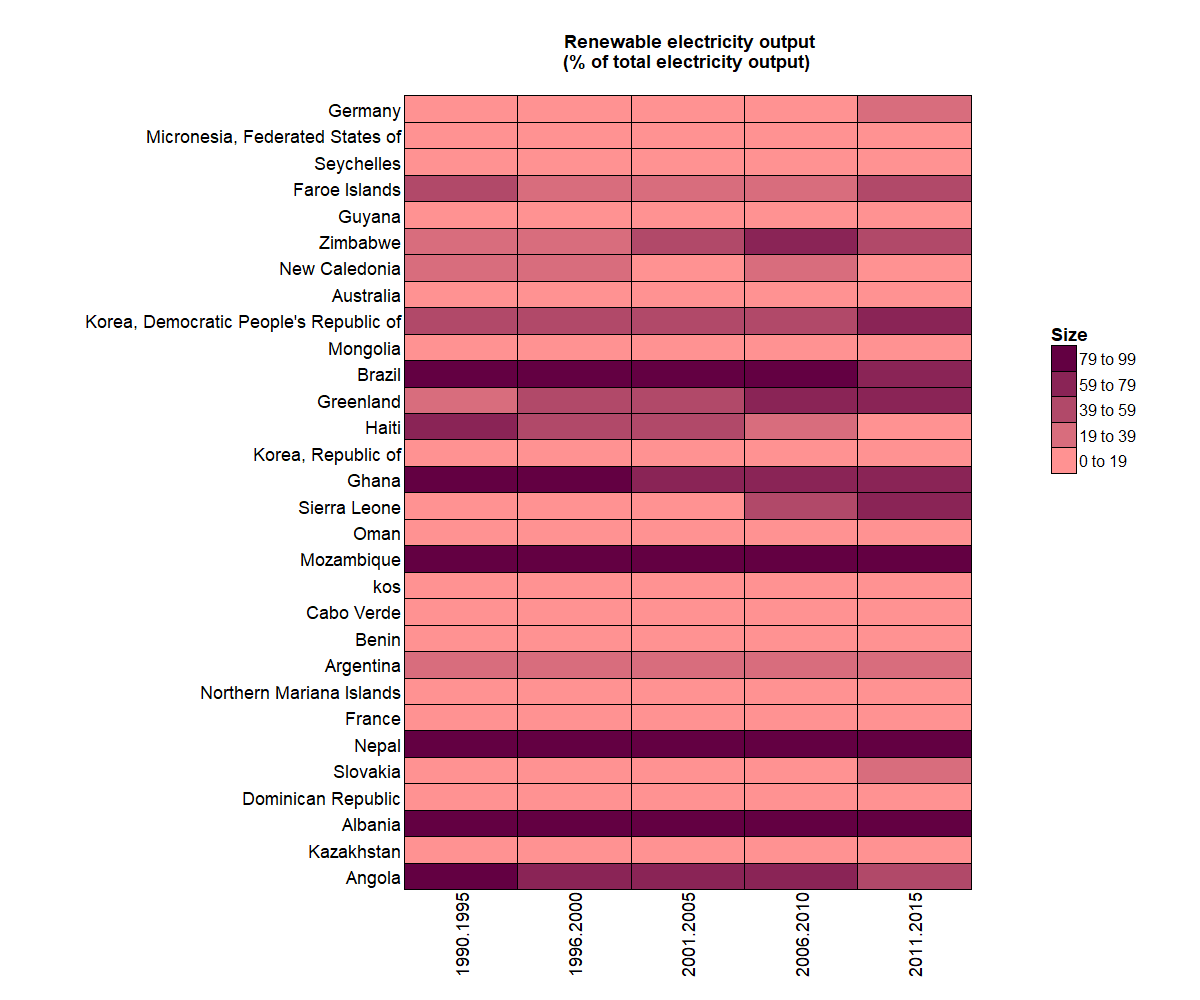 Renewable electricity output
(% of total electricity output)
Germany
Micronesia, Federated States of
Seychelles
Faroe Islands
Guyana
Zimbabwe
New Caledonia
Australia
Korea, Democratic People's Republic of
Mongolia
Brazil
Greenland
Haiti
Korea, Republic of
Ghana
Sierra Leone
Oman
Mozambique
kos
Cabo Verde
Benin
Argentina
Northern Mariana Islands
France
Nepal
Slovakia
Dominican Republic
Albania
Kazakhstan
Angola
1990.1995
1996.2000
2001.2005
2006.2010
2011.2015
Size
79 to 99
59 to 79
39 to 59
19 to 39
0 to 19